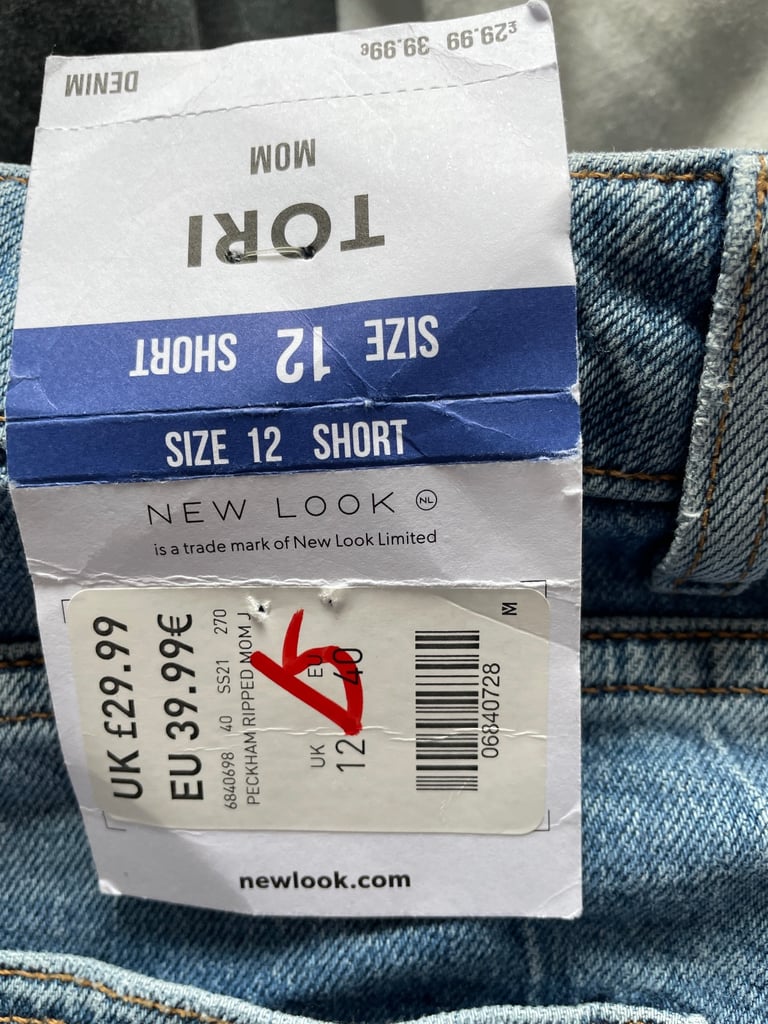 £29.99 39.99€
DENIM
MOM
TORI
SIZE 12 SHORT
SIZE 12 SHORT
NEW LOOK NL
is a trade mark of New Look Limited
UK £29.99
EU 39.99€
6840698 40 SS21 270
PECKHAM RIPPED MOM J
UK EU
12 40
06840728
M
newlook.com